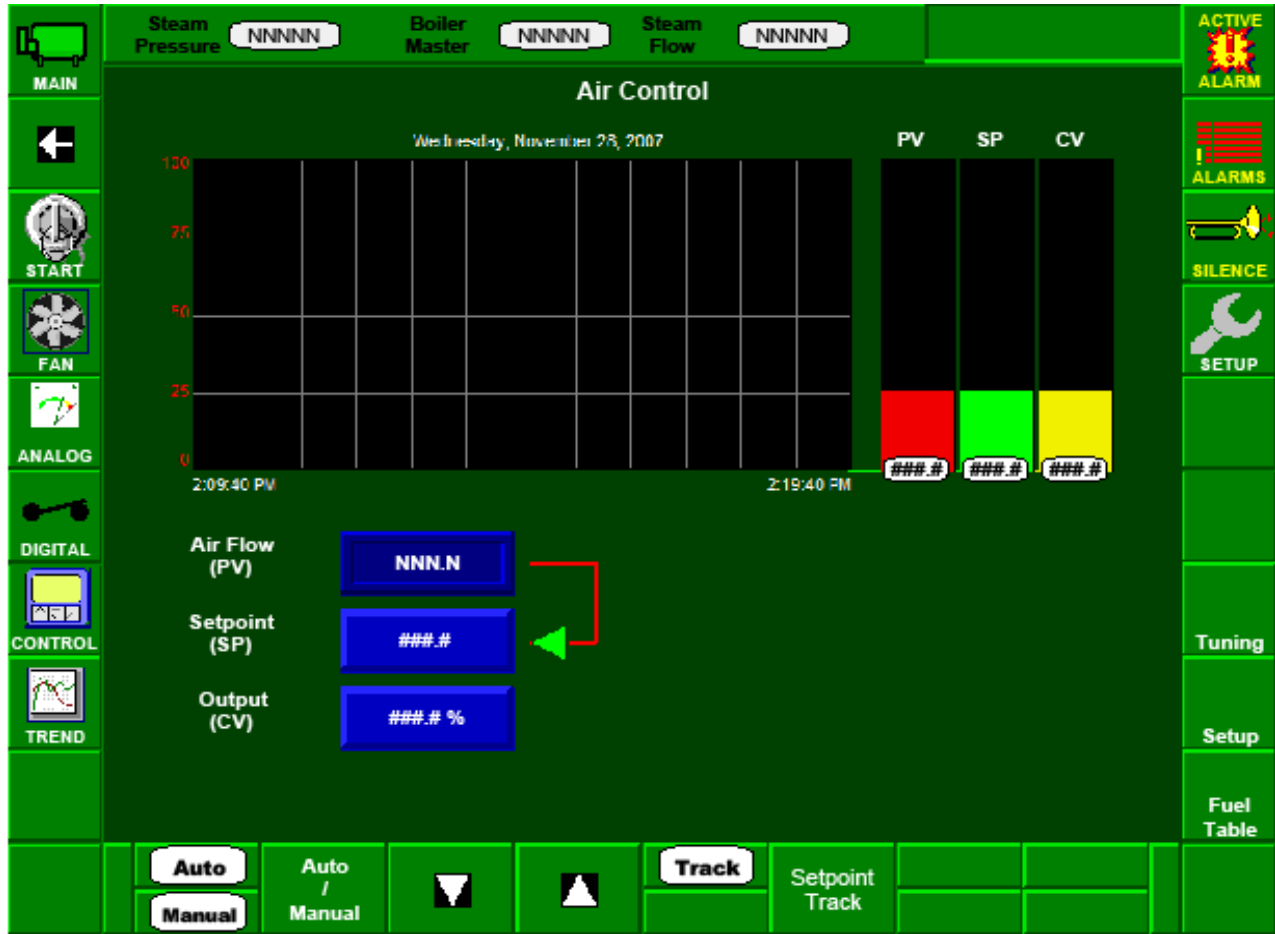 Steam
Pressure
NNNNN
Boiler
Master
NNNNN
Steam
Flow
NNNNN
ACTIVE
ALARM
MAIN
Air Control
Wednesday, November 28, 2007
PV
SP
CV
100
75
50
25
0
2:09:40 PM
2:19:40 PM
###.#
###.#
###.#
START
FAN
ANALOG
DIGITAL
CONTROL
TREND
ALARMS
SILENCE
SETUP
Air Flow
(PV)
NNN.N
Setpoint
(SP)
###.#
Output
(CV)
###.# %
Tuning
Setup
Fuel
Table
Auto
Manual
Auto
/
Manual
Track
Setpoint
Track